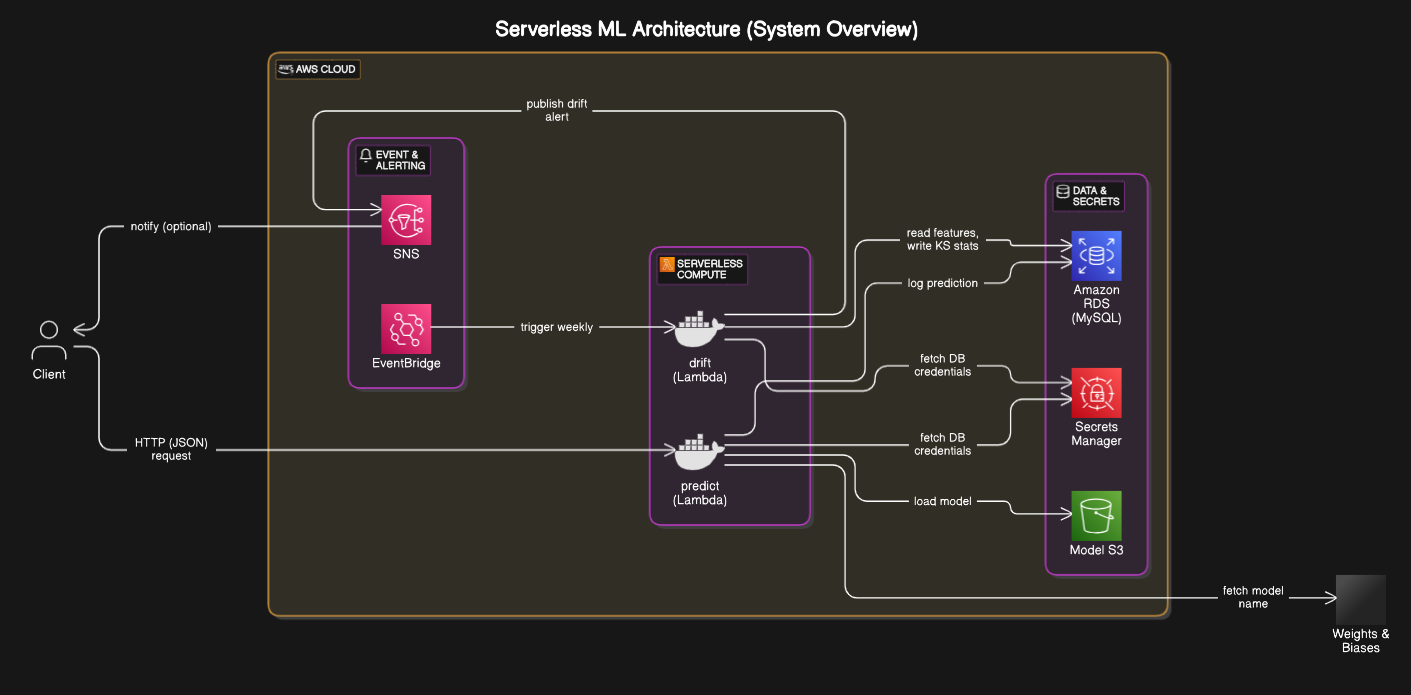 Serverless ML Architecture (System Overview)
aws AWS CLOUD
publish drift
alert
EVENT &
ALERTING
SNS
notify (optional)
EventBridge
trigger weekly
Client
HTTP (JSON)
request
SERVERLESS
COMPUTE
drift
(Lambda)
predict
(Lambda)
read features,
write KS stats
log prediction
fetch DB
credentials
fetch DB
credentials
load model
fetch model
name
DATA &
SECRETS
Amazon
RDS
(MySQL)
Secrets
Manager
Model S3
Weights &
Biases